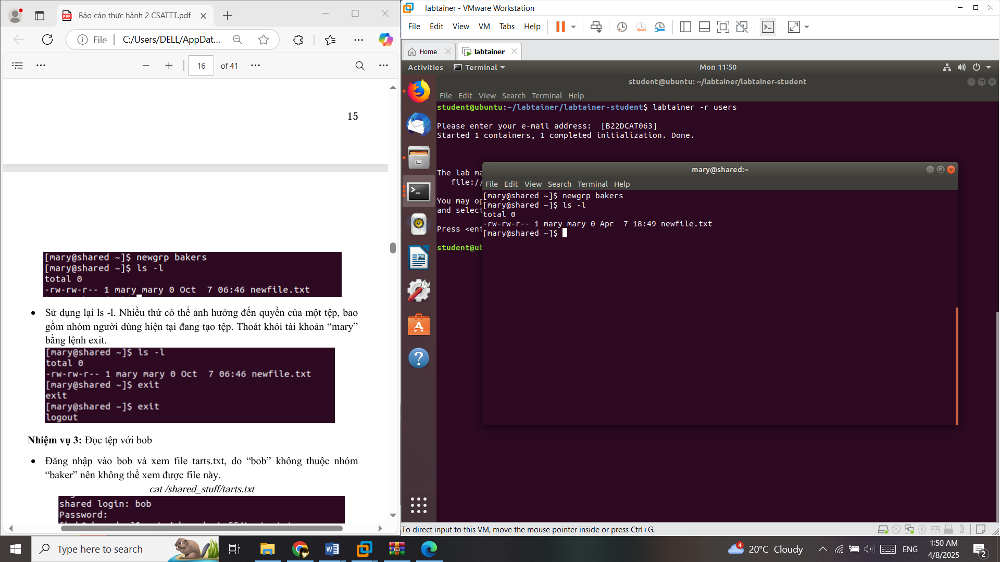 Báo cáo thực hành 2 CSATTT.pdf
File
C:/Users/DELL/AppDat...
16
of 41
15
[mary@shared ~]$ newgrp bakers
[mary@shared ~]$ ls -l
total 0
-rw-rw-r-- 1 mary mary 0 Oct  7 06:46 newfile.txt
• Sử dụng lại ls -l. Nhiều thứ có thể ảnh hưởng đến quyền của một tệp, bao
gồm nhóm người dùng hiện tại đang tạo tệp. Thoát khỏi tài khoản “mary”
bằng lệnh exit.
[mary@shared ~]$ ls -l
total 0
-rw-rw-r-- 1 mary mary 0 Oct  7 06:46 newfile.txt
[mary@shared ~]$ exit
exit
[mary@shared ~]$ exit
logout
Nhiệm vụ 3: Đọc tệp với bob
• Đăng nhập vào bob và xem file tarts.txt, do “bob” không thuộc nhóm
“baker” nên không thể xem được file này.
cat /shared_stuff/tarts.txt
shared login: bob
Password:
labtainer - VMware Workstation
File Edit View VM Tabs Help
Home
labtainer
Activities
Terminal
Mon 11:50
student@ubuntu: ~/labtainer/labtainer-student
File Edit View Search Terminal Help
student@ubuntu:~/labtainer/labtainer-student$ labtainer -r users
Please enter your e-mail address:  [B22DCAT063]
Started 1 containers, 1 completed initialization. Done.
The lab ma
file://
You may op
and select
Press <ent
student@ub
mary@shared:~
File Edit View Search Terminal Help
[mary@shared ~]$ newgrp bakers
[mary@shared ~]$ ls -l
total 0
-rw-rw-r-- 1 mary mary 0 Apr  7 18:49 newfile.txt
[mary@shared ~]$
To direct input to this VM, move the mouse pointer inside or press Ctrl+G.
Type here to search
4
20°C Cloudy
ENG
1:50 AM
4/8/2025
2